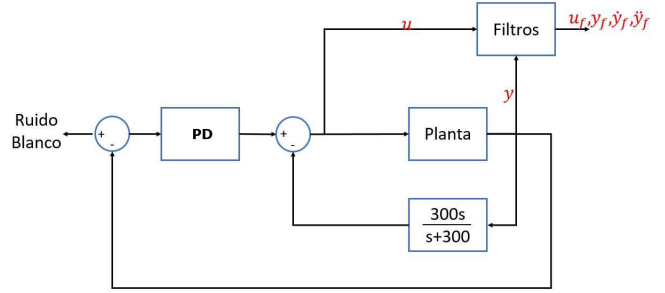 Filtros
u_f, y_f, ẏ_f, ÿ_f
u
y
Ruido
Blanco
+
-
PD
+
-
Planta
300s
s+300